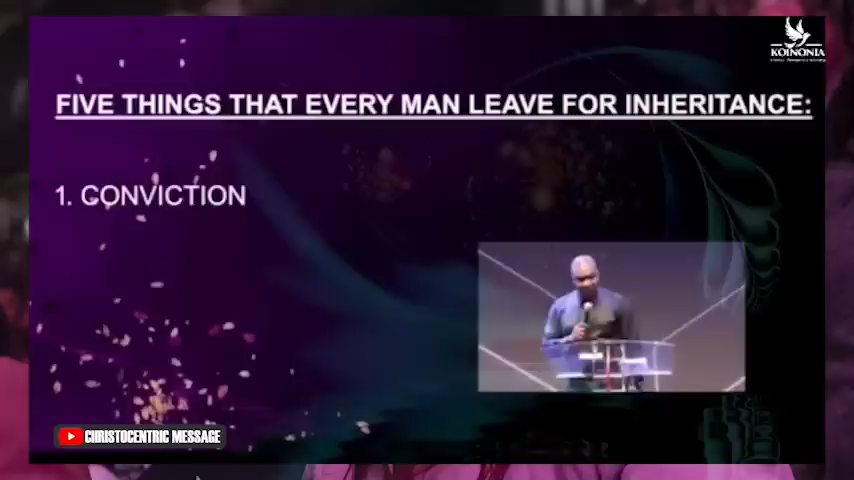 KOINONIA
FIVE THINGS THAT EVERY MAN LEAVE FOR INHERITANCE:
1. CONVICTION
CHRISTOCENTRIC MESSAGE